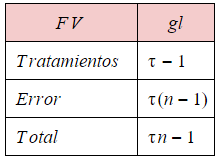 FV gl
Tratamientos τ − 1
Error τ(n − 1)
Total τn − 1